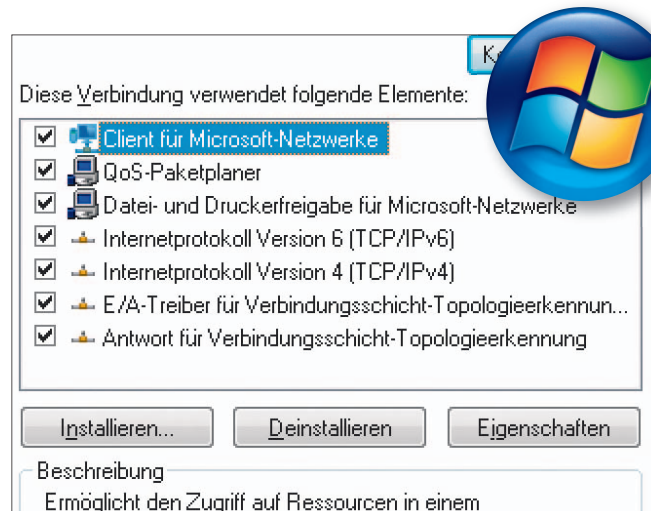 Diese Verbindung verwendet folgende Elemente:
Client für Microsoft-Netzwerke
QoS-Paketplaner
Datei- und Druckerfreigabe für Microsoft-Netzwerke
Internetprotokoll Version 6 (TCP/IPv6)
Internetprotokoll Version 4 (TCP/IPv4)
E/A-Treiber für Verbindungsschicht-Topologieerkennun...
Antwort für Verbindungsschicht-Topologieerkennung
Installieren... Deinstallieren Eigenschaften
Beschreibung
Ermöglicht den Zugriff auf Ressourcen in einem